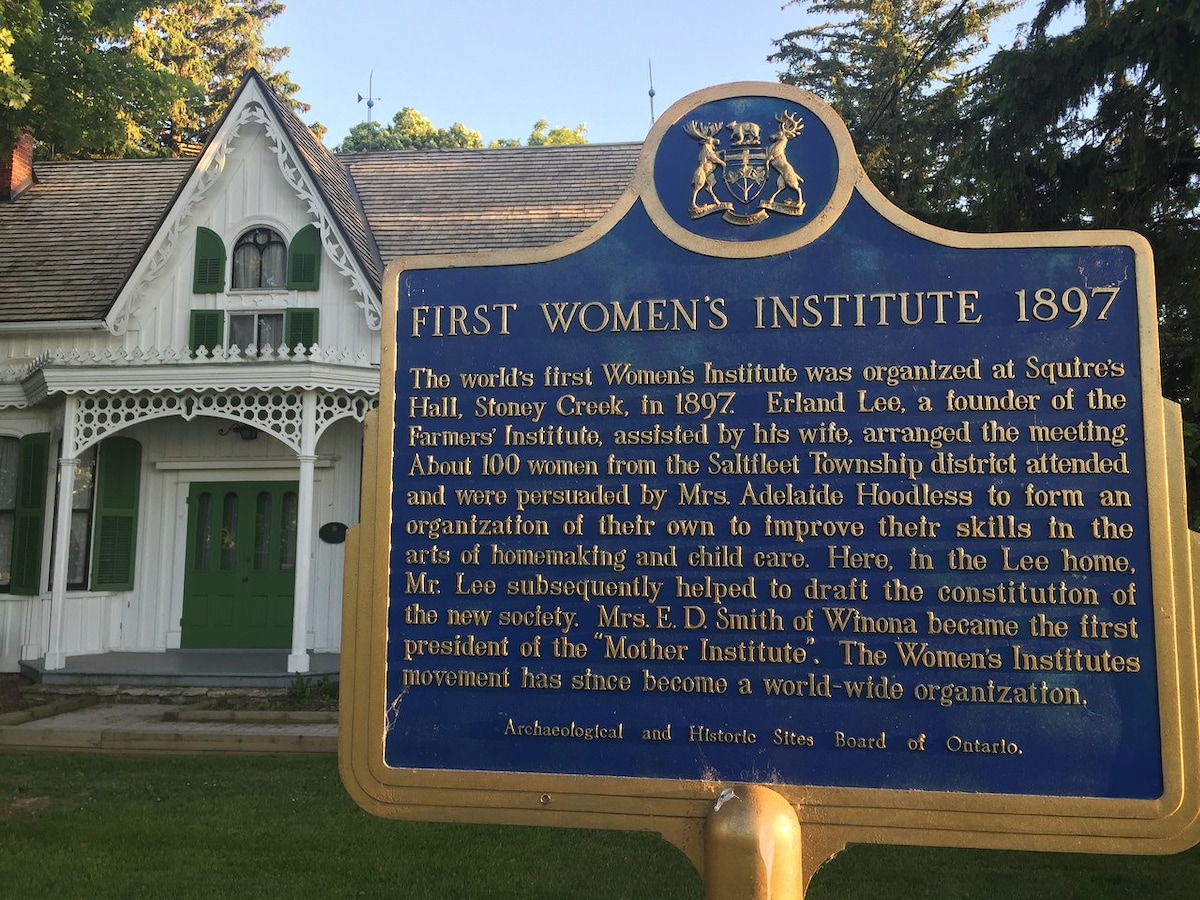 FIRST WOMEN'S INSTITUTE 1897
The world's first Women's Institute was organized at Squire's
Hall, Stoney Creek, in 1897. Erland Lee, a founder of the
Farmers' Institute, assisted by his wife, arranged the meeting.
About 100 women from the Saltfleet Township district attended
and were persuaded by Mrs. Adelaide Hoodless to form an
organization of their own to improve their skills in the
arts of homemaking and child care. Here, in the Lee home,
Mr. Lee subsequently helped to draft the constitution of
the new society. Mrs. E. D. Smith of Winona became the first
president of the "Mother Institute". The Women's Institutes
movement has since become a world-wide organization.
Archaeological and Historic Sites Board of Ontario.